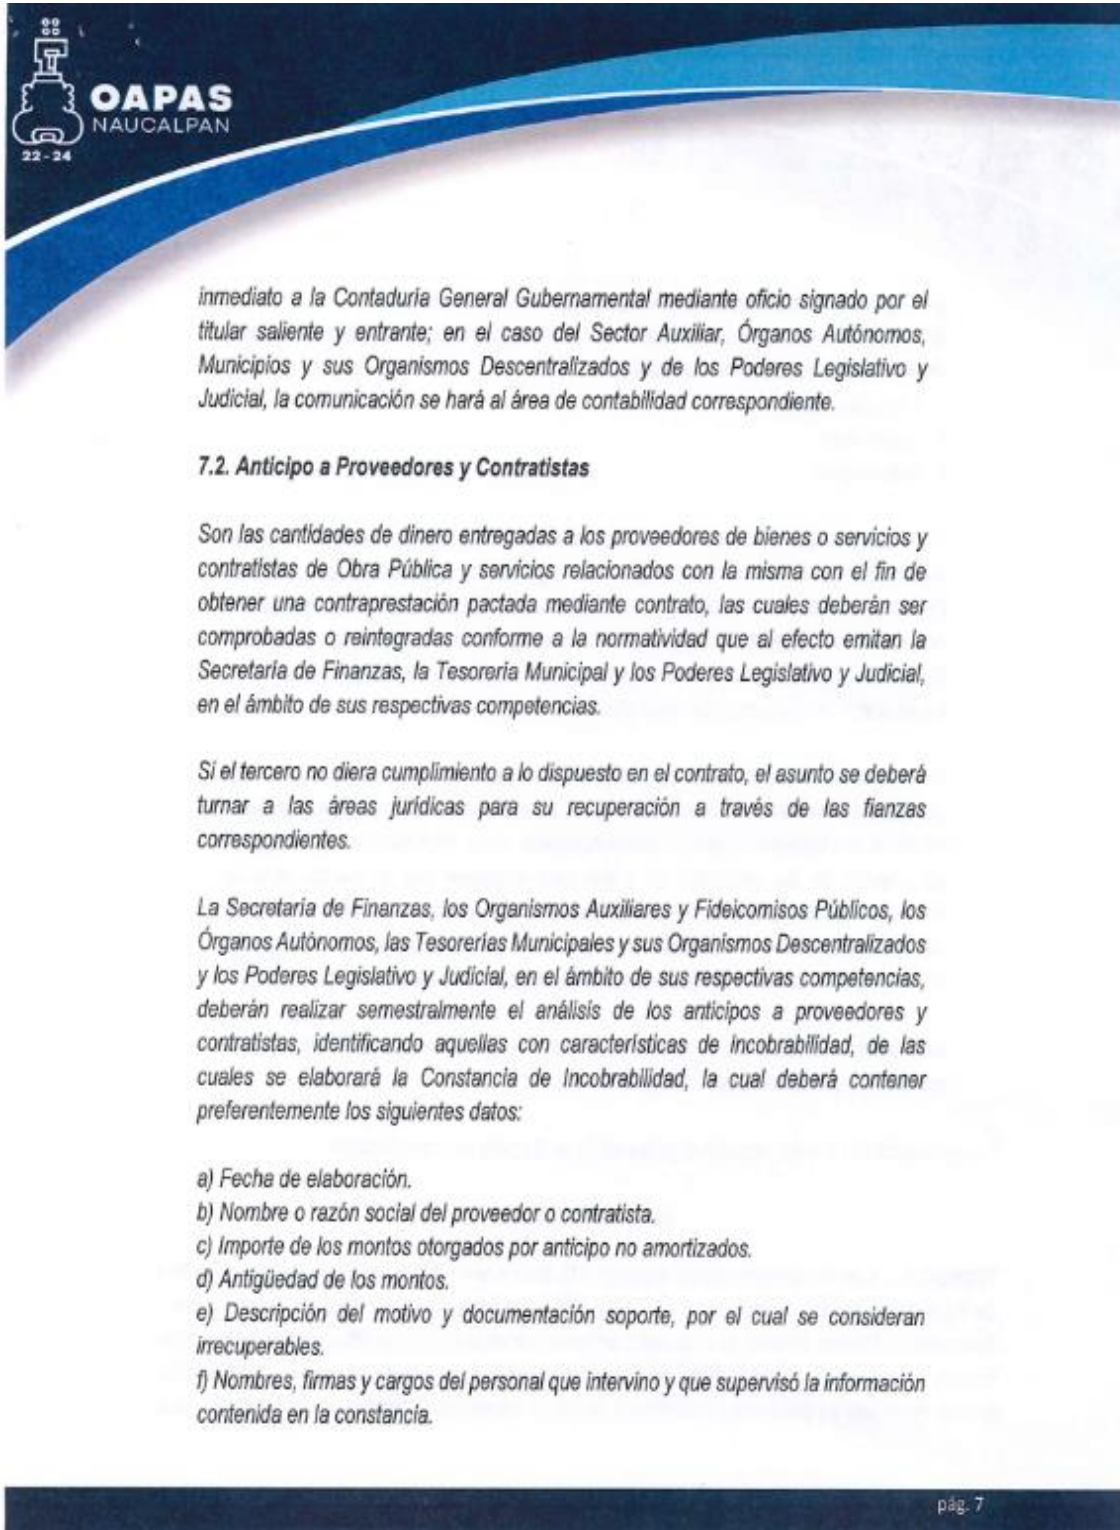 OAPAS
NAUCALPAN
22-24
inmediato a la Contaduría General Gubernamental mediante oficio signado por el
titular saliente y entrante; en el caso del Sector Auxiliar, Órganos Autónomos,
Municipios y sus Organismos Descentralizados y de los Poderes Legislativo y
Judicial, la comunicación se hará al área de contabilidad correspondiente.
7.2. Anticipo a Proveedores y Contratistas
Son las cantidades de dinero entregadas a los proveedores de bienes o servicios y
contratistas de Obra Pública y servicios relacionados con la misma con el fin de
obtener una contraprestación pactada mediante contrato, las cuales deberán ser
comprobadas o reintegradas conforme a la normatividad que al efecto emitan la
Secretaría de Finanzas, la Tesorería Municipal y los Poderes Legislativo y Judicial,
en el ámbito de sus respectivas competencias.
Si el tercero no diera cumplimiento a lo dispuesto en el contrato, el asunto se deberá
turnar a las áreas jurídicas para su recuperación a través de las fianzas
correspondientes.
La Secretaría de Finanzas, los Organismos Auxiliares y Fideicomisos Públicos, los
Órganos Autónomos, las Tesorerías Municipales y sus Organismos Descentralizados
y los Poderes Legislativo y Judicial, en el ámbito de sus respectivas competencias,
deberán realizar semestralmente el análisis de los anticipos a proveedores y
contratistas, identificando aquellas con características de incobrabilidad, de las
cuales se elaborará la Constancia de Incobrabilidad, la cual deberá contener
preferentemente los siguientes datos:
a) Fecha de elaboración.
b) Nombre o razón social del proveedor o contratista.
c) Importe de los montos otorgados por anticipo no amortizados.
d) Antigüedad de los montos.
e) Descripción del motivo y documentación soporte, por el cual se consideran
irrecuperables.
f) Nombres, firmas y cargos del personal que intervino y que supervisó la información
contenida en la constancia.
pág. 7